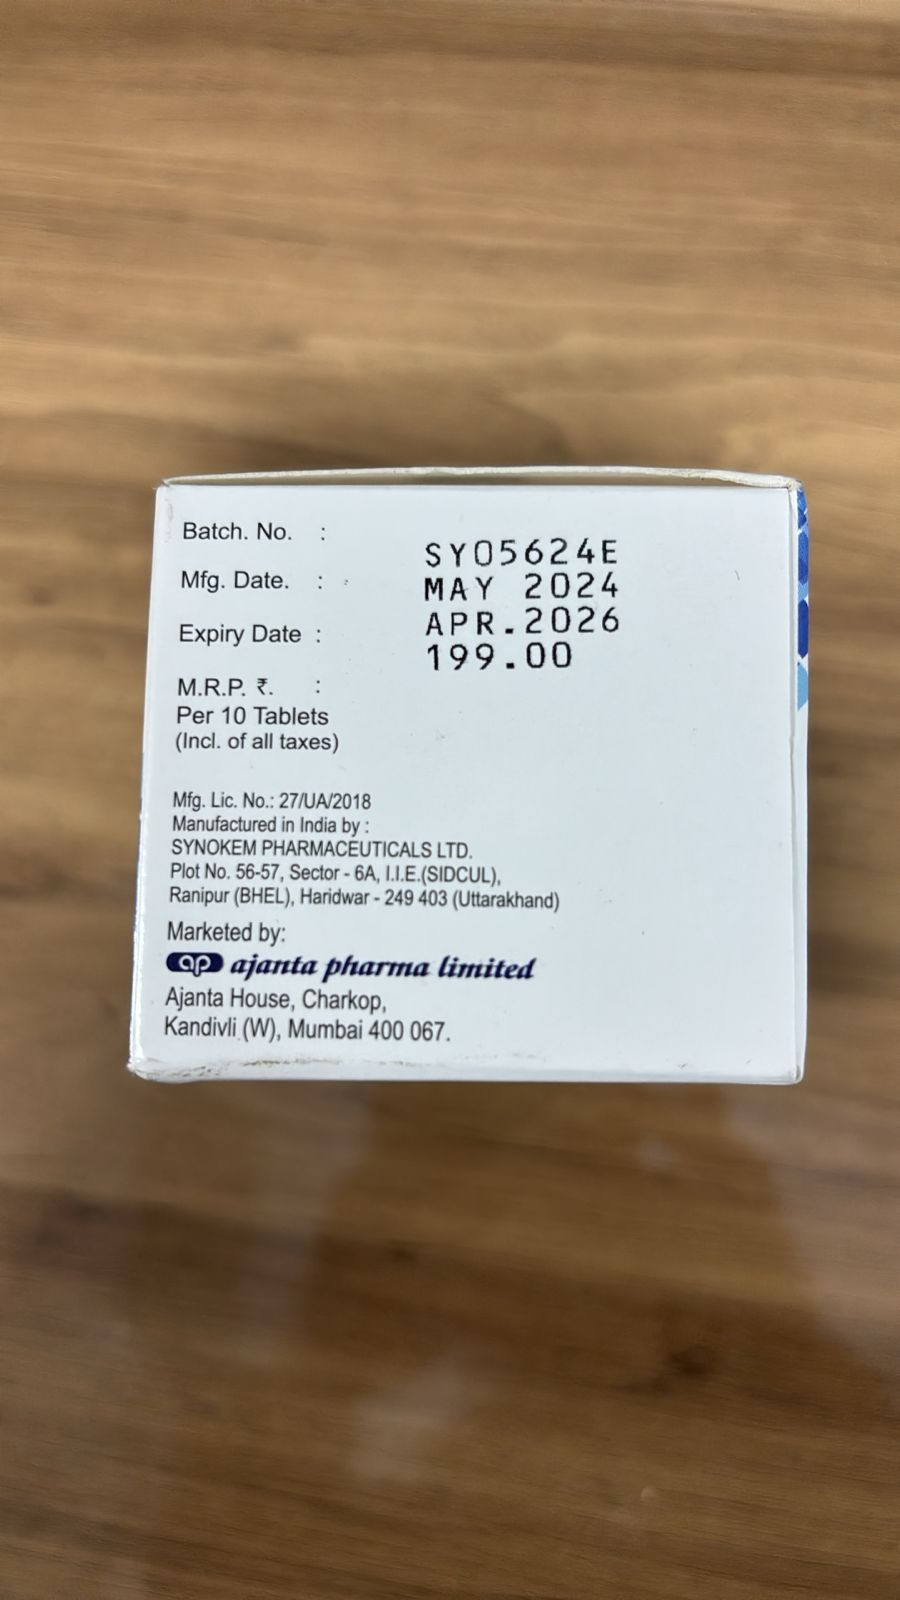 Batch. No. :
SY05624E
Mfg. Date. :
MAY 2024
Expiry Date :
APR.2026
199.00
M.R.P. ₹. :
Per 10 Tablets
(Incl. of all taxes)
Mfg. Lic. No.: 27/UA/2018
Manufactured in India by :
SYNOKEM PHARMACEUTICALS LTD.
Plot No. 56-57, Sector - 6A, I.I.E.(SIDCUL),
Ranipur (BHEL), Haridwar - 249 403 (Uttarakhand)
Marketed by:
ap ajanta pharma limited
Ajanta House, Charkop,
Kandivli (W), Mumbai 400 067.